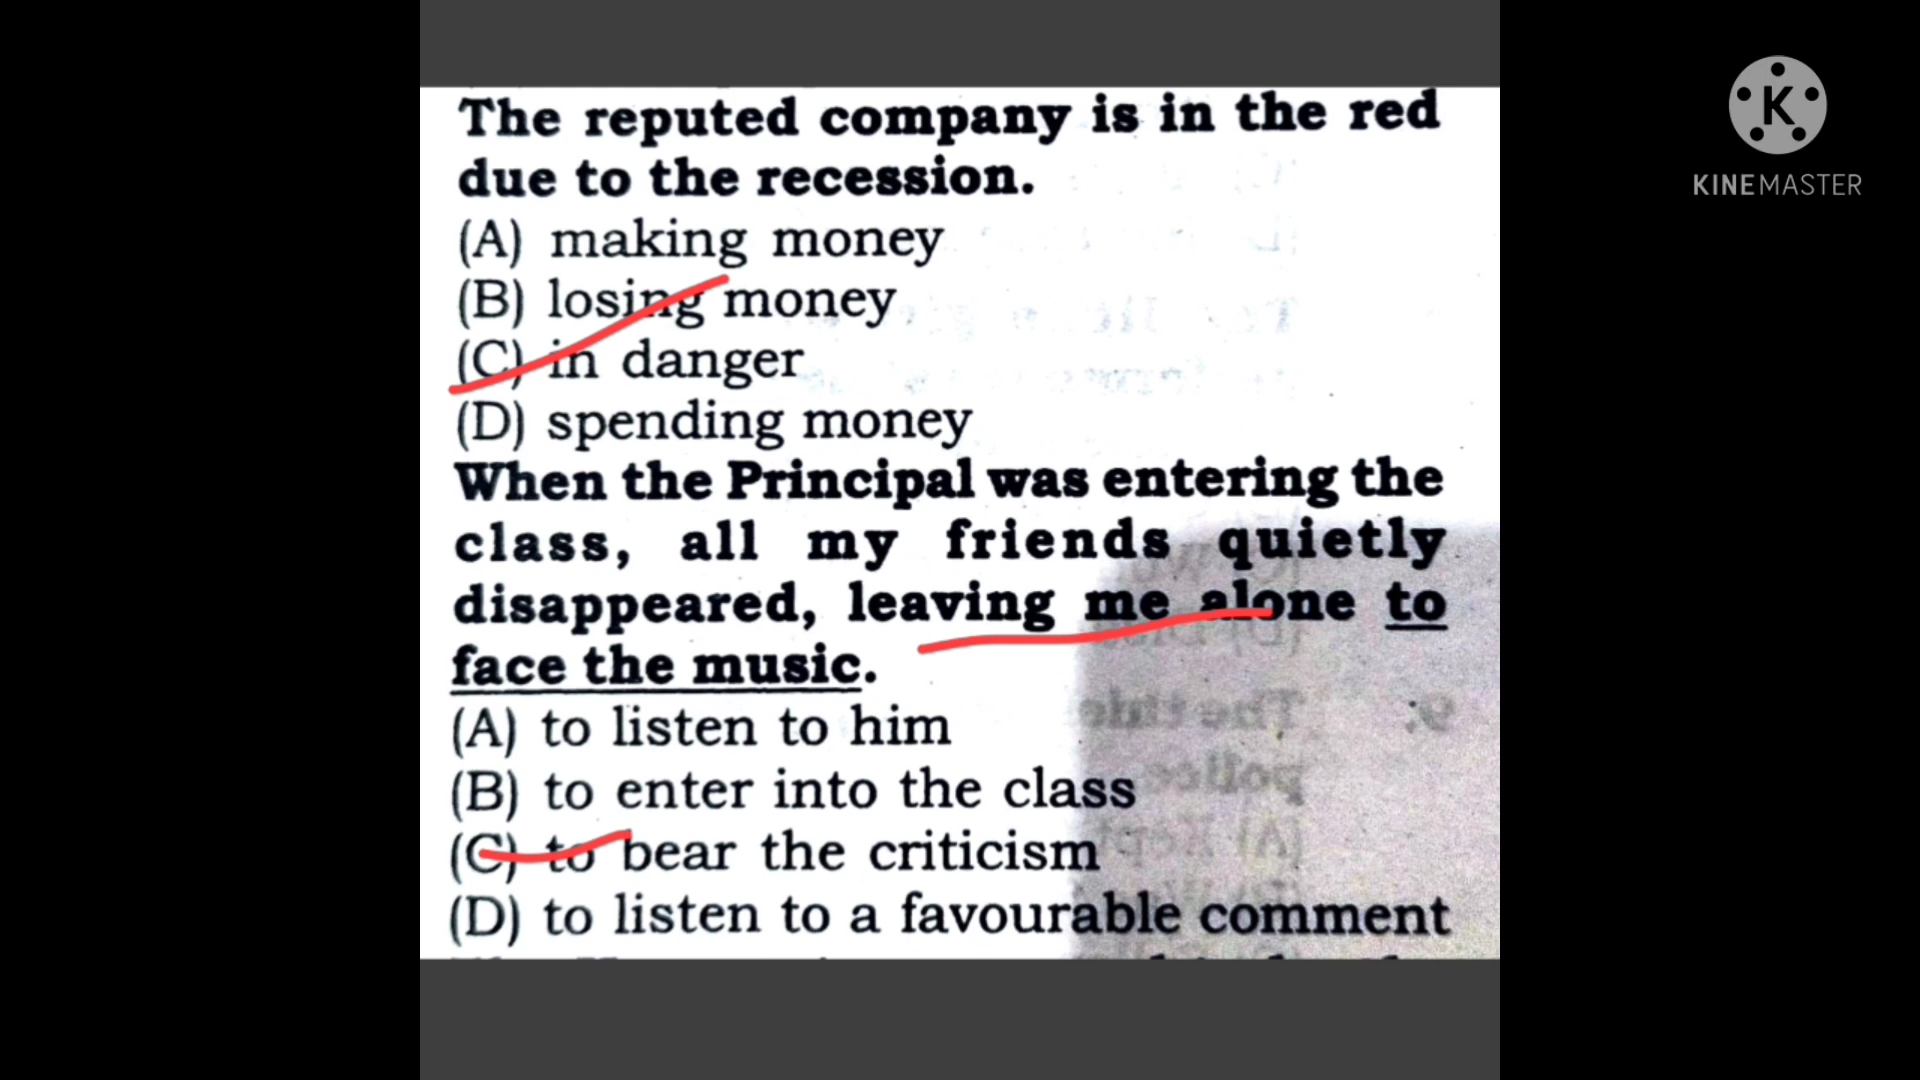 The reputed company is in the red
due to the recession.
(A) making money
(B) losing money
(C) in danger
(D) spending money
When the Principal was entering the
class, all my friends quietly
disappeared, leaving me alone to
face the music.
(A) to listen to him
(B) to enter into the class
(C) to bear the criticism
(D) to listen to a favourable comment
K
KINEMASTER